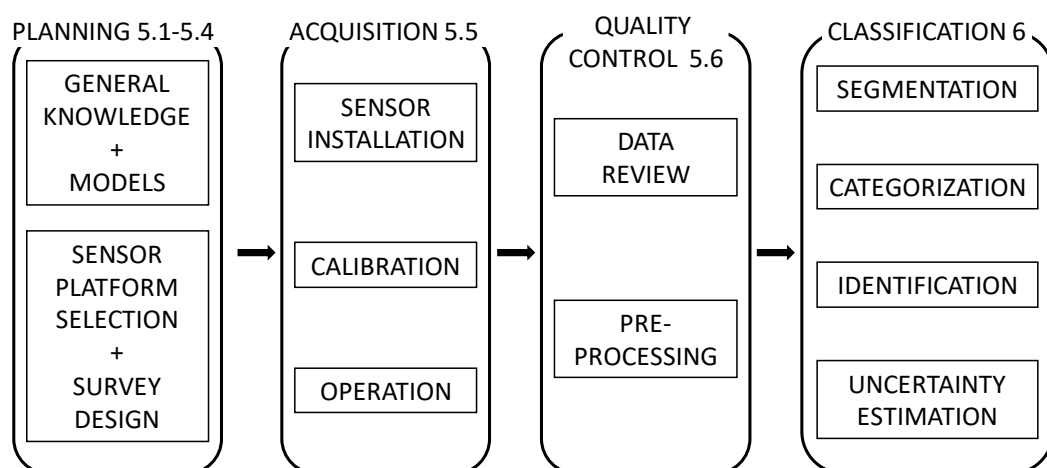 PLANNING 5.1-5.4
GENERAL
KNOWLEDGE
+
MODELS
SENSOR
PLATFORM
SELECTION
+
SURVEY
DESIGN
ACQUISITION 5.5
SENSOR
INSTALLATION
CALIBRATION
OPERATION
QUALITY
CONTROL 5.6
DATA
REVIEW
PRE-
PROCESSING
CLASSIFICATION 6
SEGMENTATION
CATEGORIZATION
IDENTIFICATION
UNCERTAINTY
ESTIMATION